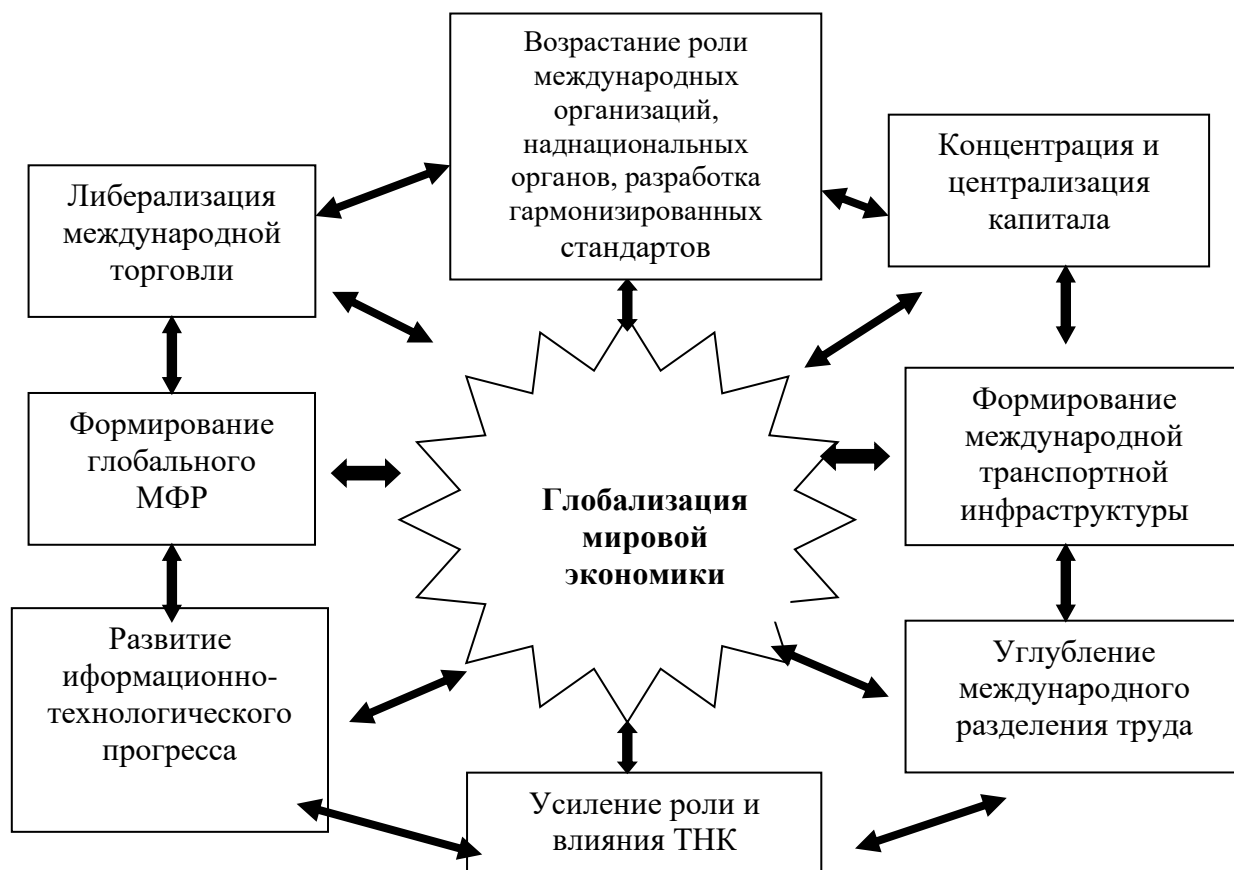 Возрастание роли
международных
организаций,
наднациональных
органов, разработка
гармонизированных
стандартов
Концентрация и
централизация
капитала
Либерализация
международной
торговли
Формирование
глобального
МФР
Глобализация
мировой
экономики
Формирование
международной
транспортной
инфраструктуры
Развитие
иформационно-
технологического
прогресса
Углубление
международного
разделения труда
Усиление роли и
влияния ТНК